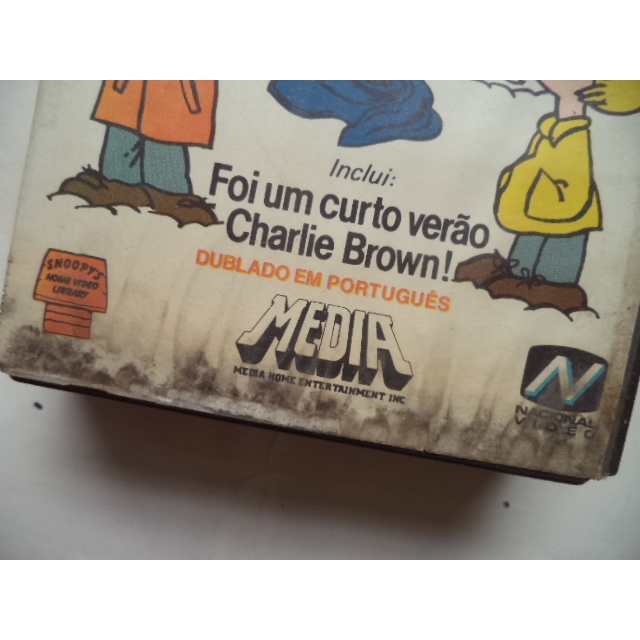 Inclui:
Foi um curto verão
Charlie Brown!
DUBLADO EM PORTUGUÊS
SNOOPY'S
HOME VIDEO
LIBRARY
MEDIA
MEDIA HOME ENTERTAINMENT INC
N
NACIONAL
VIDEO